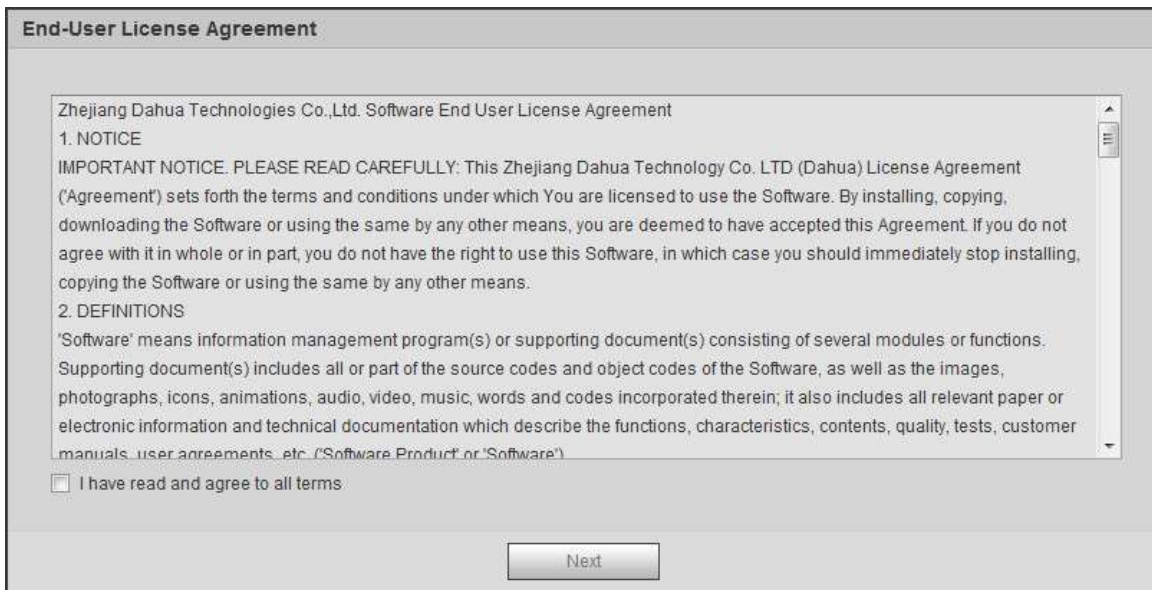 End-User License Agreement
Zhejiang Dahua Technologies Co.,Ltd. Software End User License Agreement
1. NOTICE
IMPORTANT NOTICE. PLEASE READ CAREFULLY: This Zhejiang Dahua Technology Co. LTD (Dahua) License Agreement
('Agreement') sets forth the terms and conditions under which You are licensed to use the Software. By installing, copying,
downloading the Software or using the same by any other means, you are deemed to have accepted this Agreement. If you do not
agree with it in whole or in part, you do not have the right to use this Software, in which case you should immediately stop installing,
copying the Software or using the same by any other means.
2. DEFINITIONS
'Software' means information management program(s) or supporting document(s) consisting of several modules or functions.
Supporting document(s) includes all or part of the source codes and object codes of the Software, as well as the images,
photographs, icons, animations, audio, video, music, words and codes incorporated therein; it also includes all relevant paper or
electronic information and technical documentation which describe the functions, characteristics, contents, quality, tests, customer
manuals, user agreements, etc. ('Software Product' or 'Software')
I have read and agree to all terms
Next